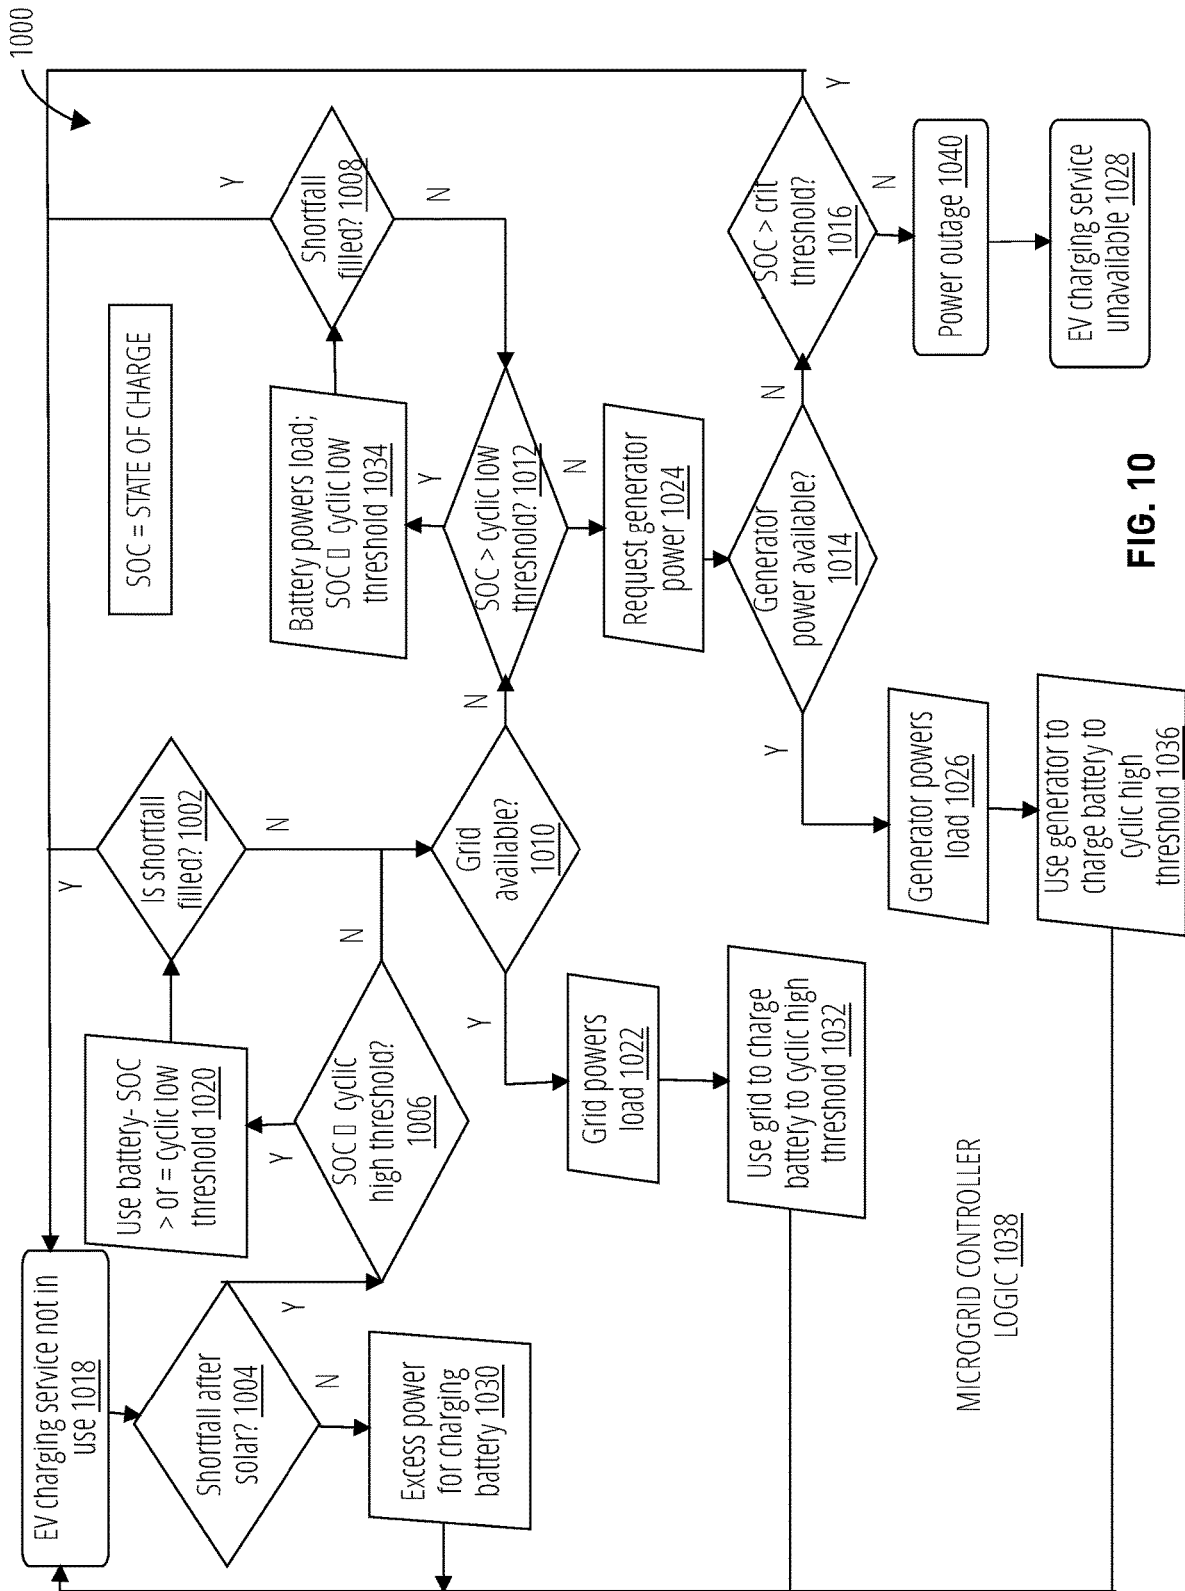 1000
EV charging service not in
use 1018
SOC = STATE OF CHARGE
Y
Y
Use battery- SOC
> or = cyclic low
threshold 1020
Is shortfall
filled? 1002
Shortfall
filled? 1008
Shortfall after
solar? 1004
Y
N
Y
N
N
Battery powers load;
SOC ▯ cyclic low
threshold 1034
Excess power
for charging
battery 1030
SOC ▯ cyclic
high threshold?
1006
N
Y
Grid
available?
1010
N
SOC > cyclic low
threshold? 1012
Y
N
Grid powers
load 1022
Request generator
power 1024
Use grid to charge
battery to cyclic high
threshold 1032
Generator
power available?
1014
N
SOC > crit
threshold?
1016
Y
Y
N
Generator powers
load 1026
Power outage 1040
MICROGRID CONTROLLER
LOGIC 1038
Use generator to
charge battery to
cyclic high
threshold 1036
EV charging service
unavailable 1028
FIG. 10